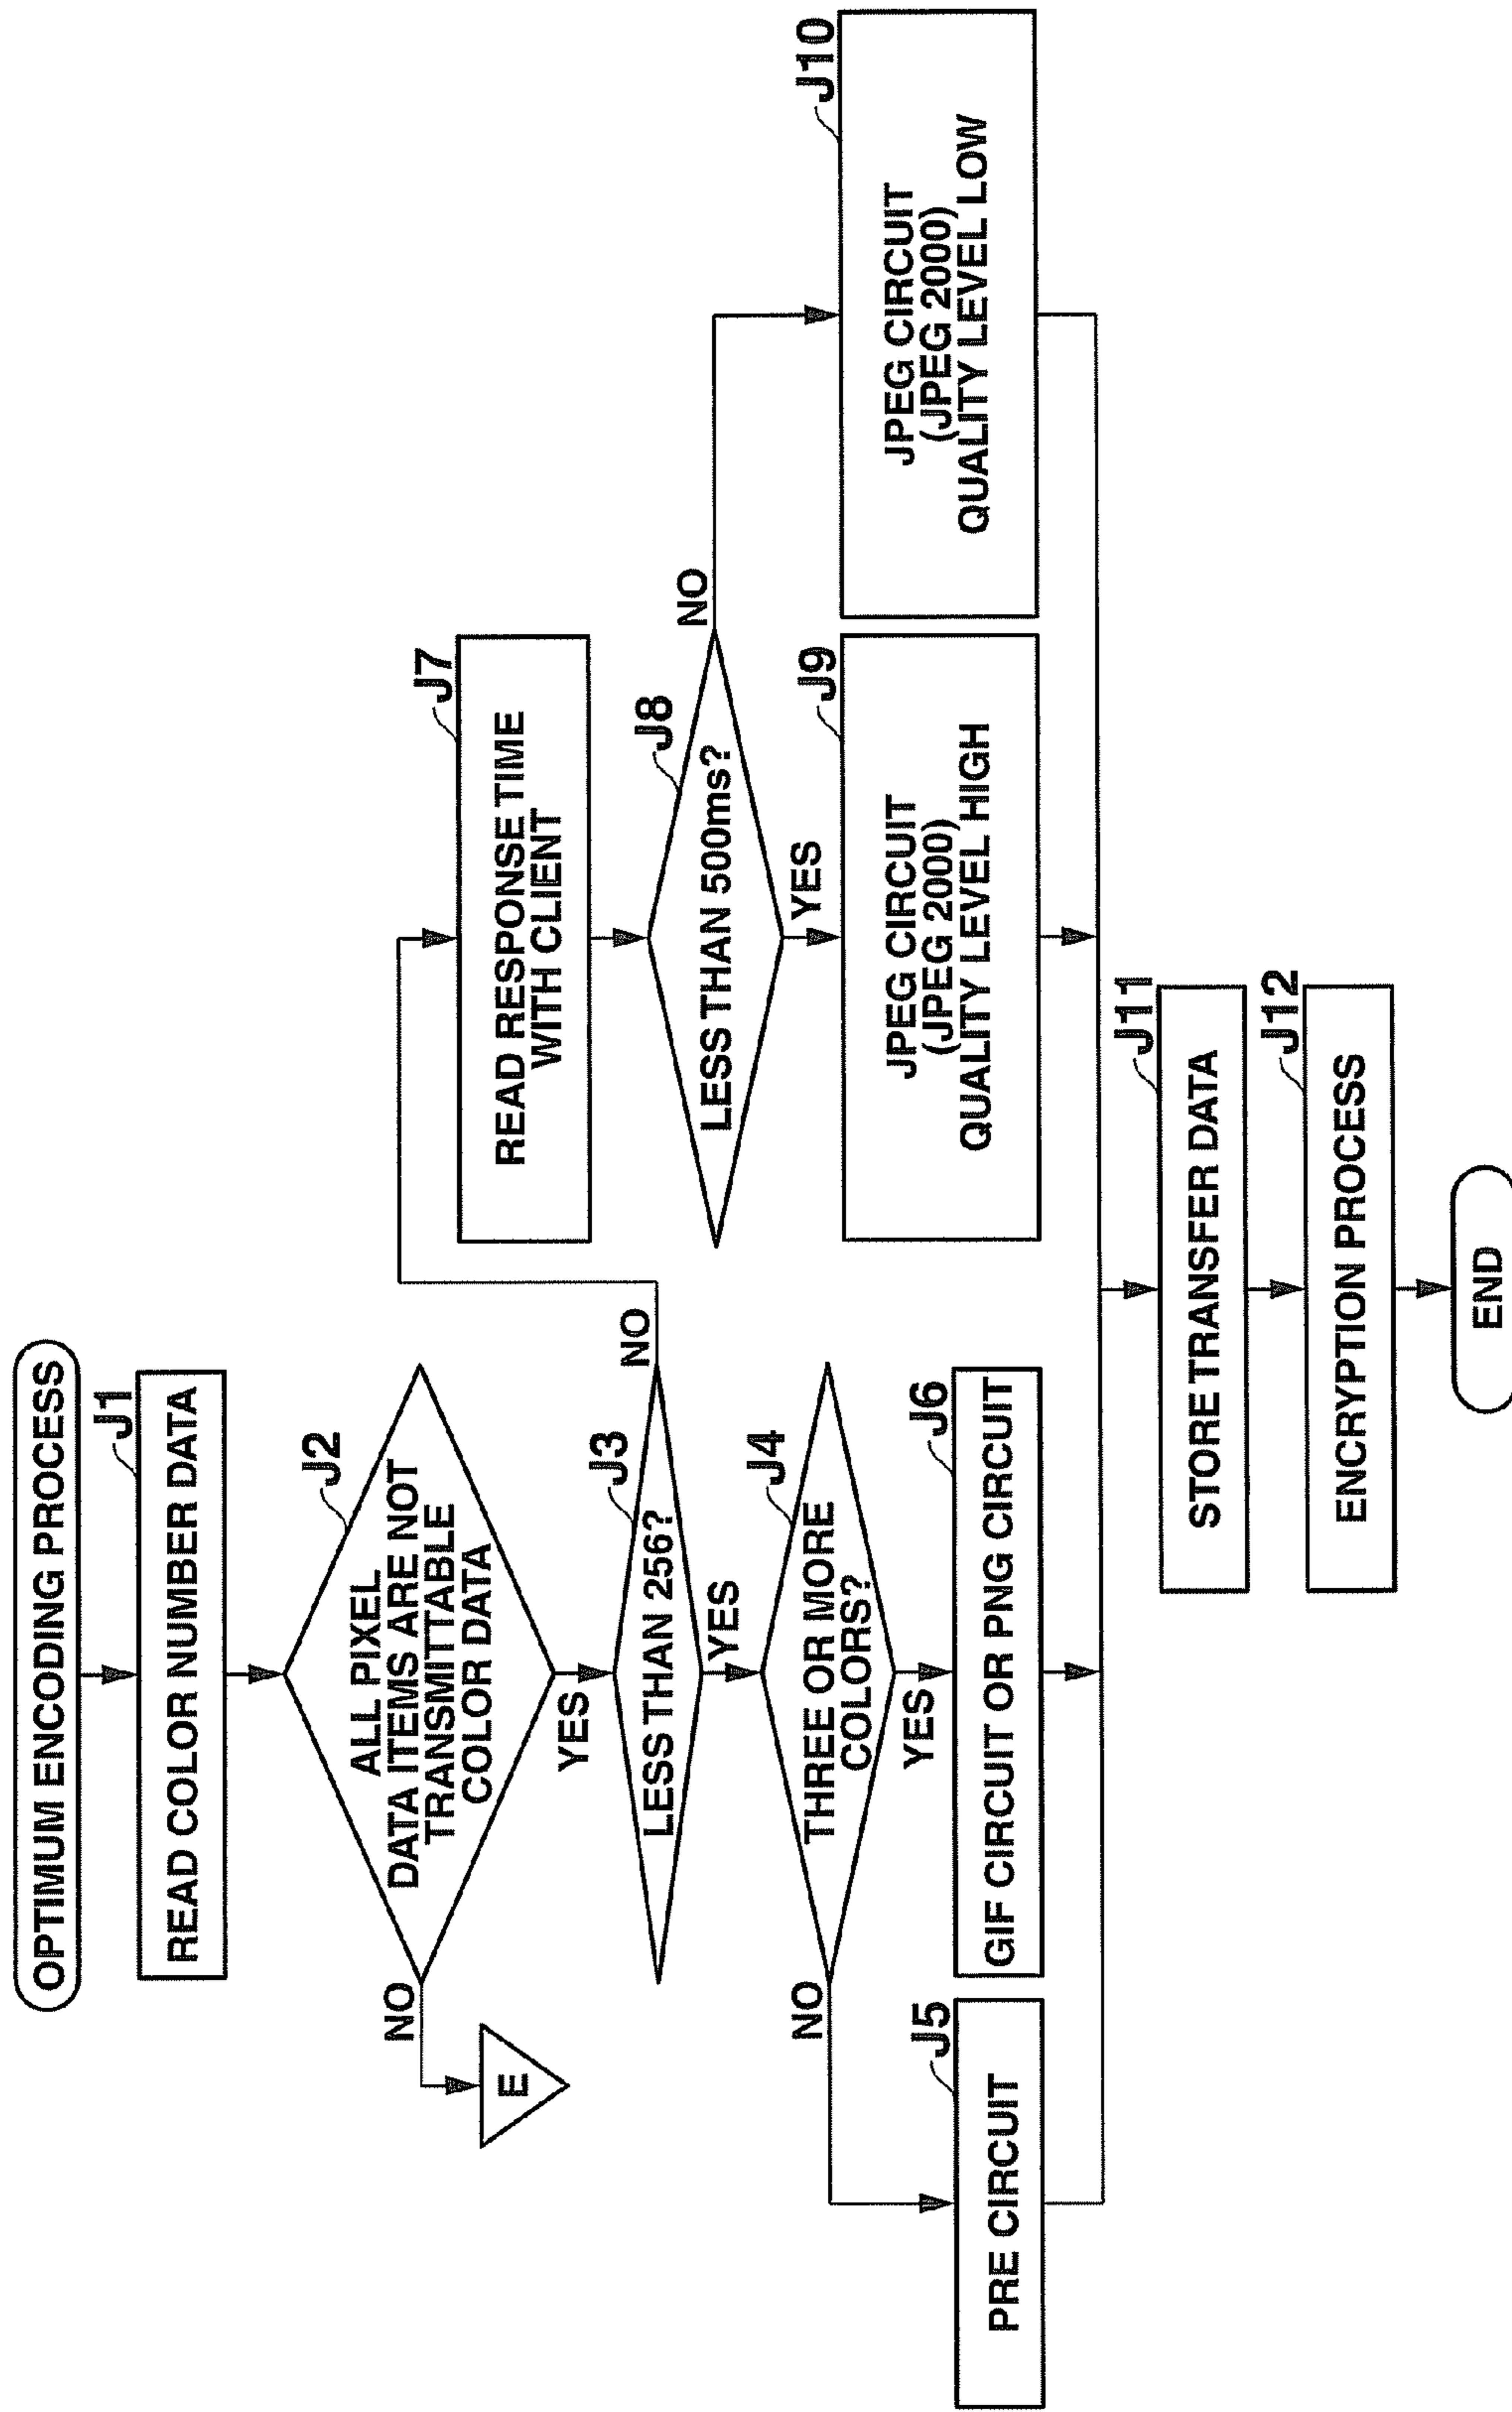 OPTIMUM ENCODING PROCESS
J1
READ COLOR NUMBER DATA
J2
ALL PIXEL
DATA ITEMS ARE NOT
TRANSMITTABLE
COLOR DATA
NO
E
YES
J3
LESS THAN 256?
NO
YES
J4
THREE OR MORE
COLORS?
NO
YES
J5
PRE CIRCUIT
J6
GIF CIRCUIT OR PNG CIRCUIT
J7
READ RESPONSE TIME
WITH CLIENT
J8
LESS THAN 500ms?
NO
YES
J9
JPEG CIRCUIT
(JPEG 2000)
QUALITY LEVEL HIGH
J10
JPEG CIRCUIT
(JPEG 2000)
QUALITY LEVEL LOW
J11
STORE TRANSFER DATA
J12
ENCRYPTION PROCESS
END